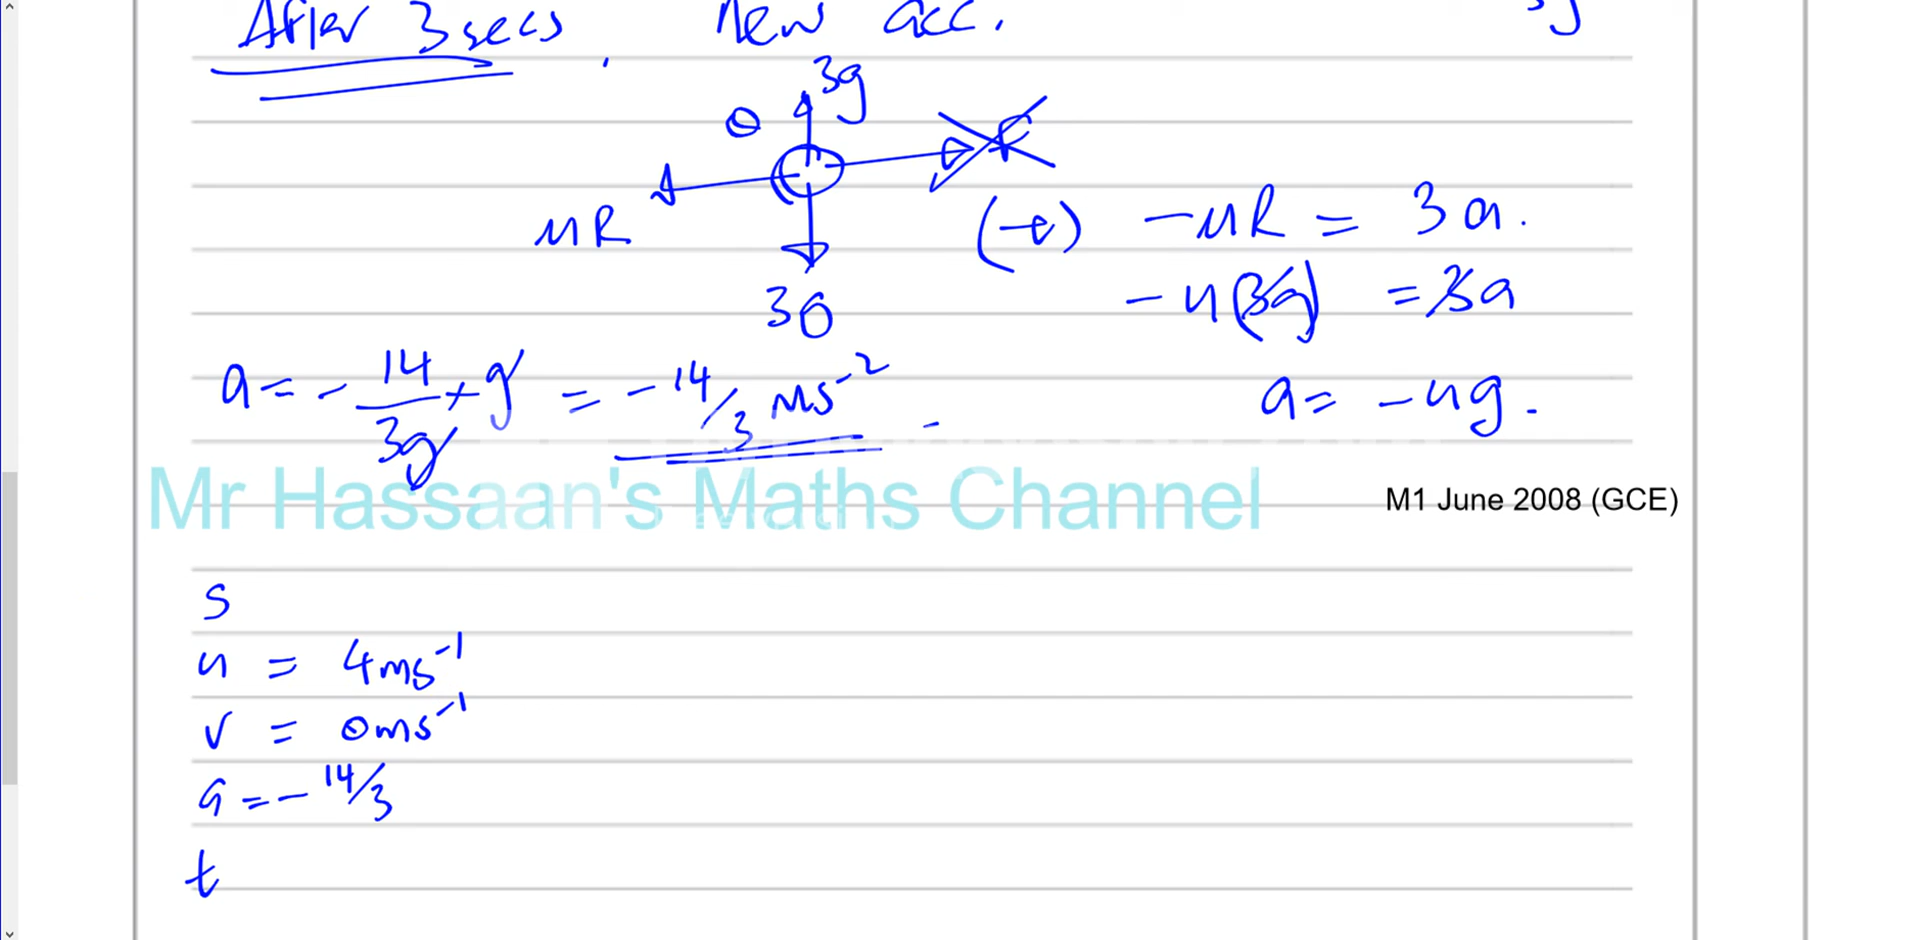 After 3 secs. New acc.
3g
θ
F
μR
(→) -μR = 3a.
3g
-μ(3g) = 3a
a = - 14/3g × g = -14/3 ms⁻²
a = -μg.
Mr Hassaan's Maths Channel
M1 June 2008 (GCE)
s
u = 4ms⁻¹
v = 0ms⁻¹
a = - 14/3
t